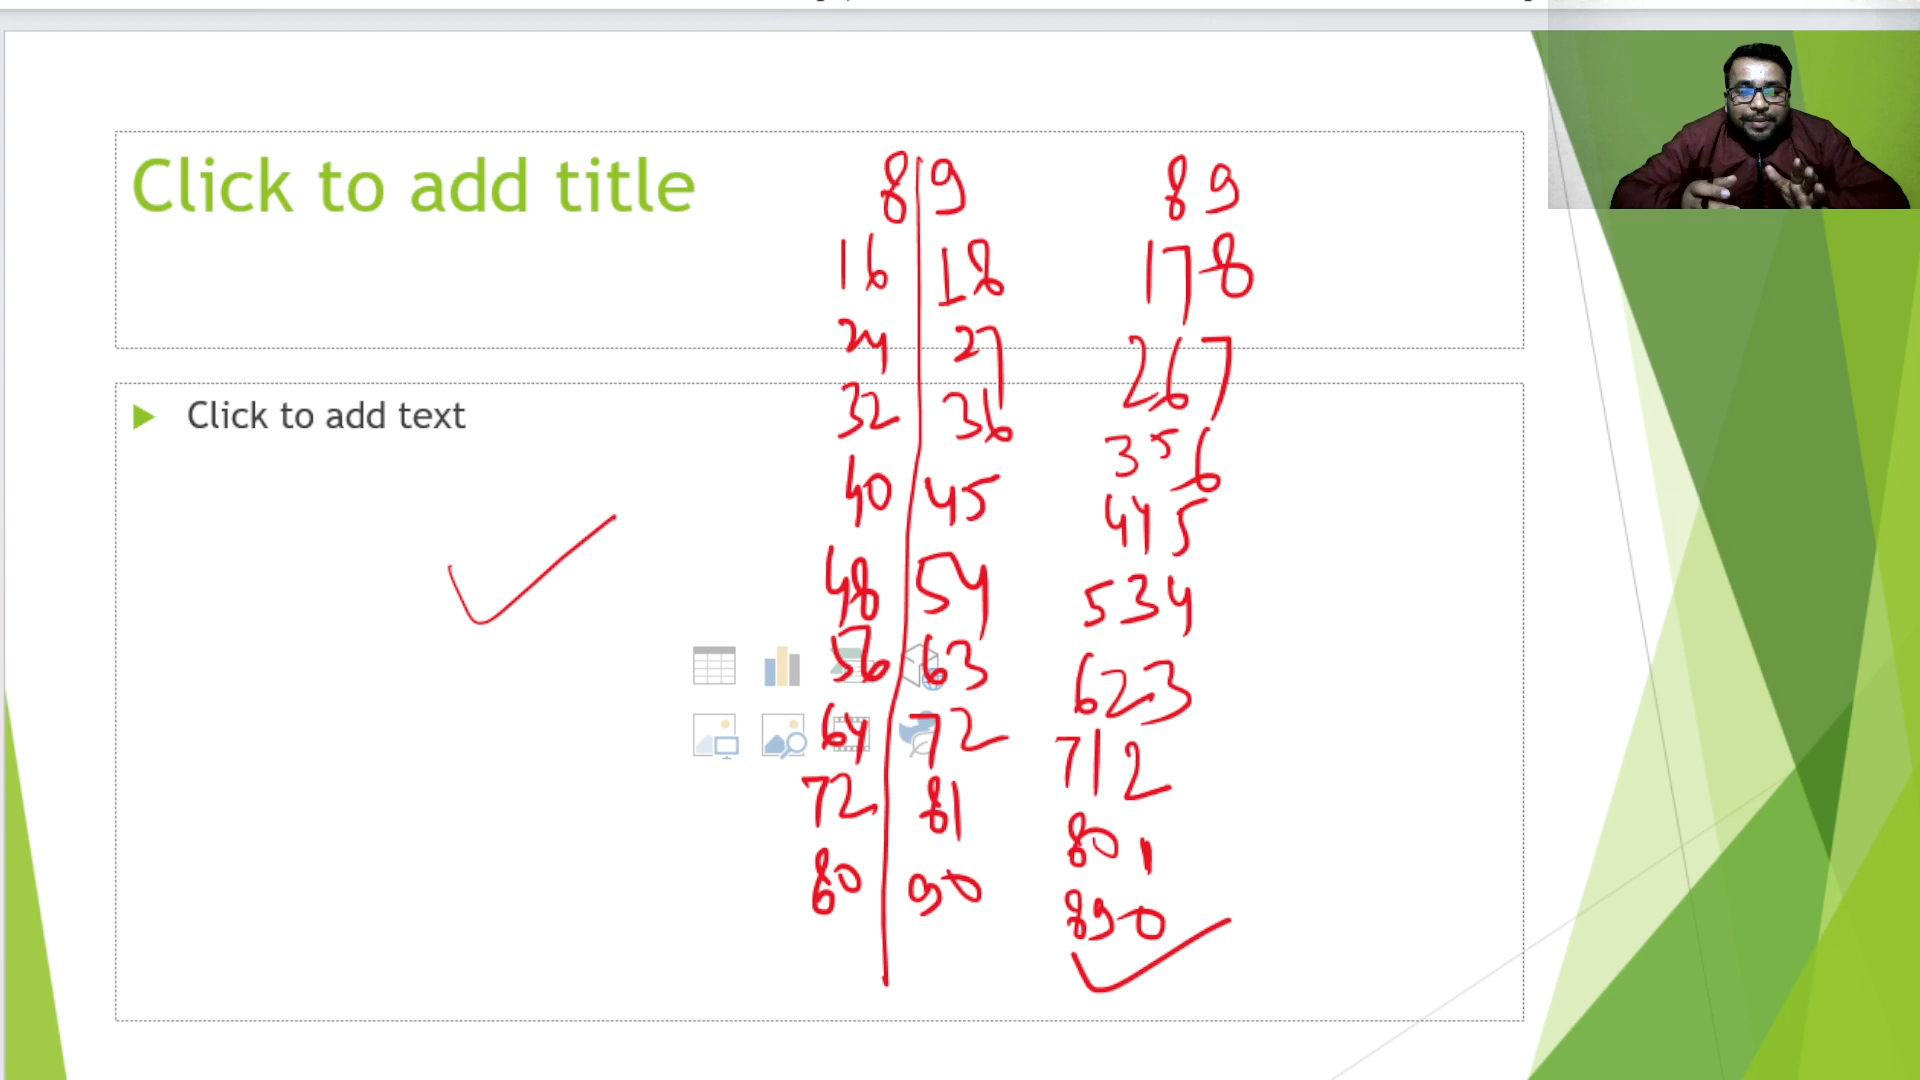 Click to add title
Click to add text
8 9 89
16 18 178
24 27 267
32 36 356
40 45 445
48 54 534
56 63 623
64 72 712
72 81 801
80 90 890